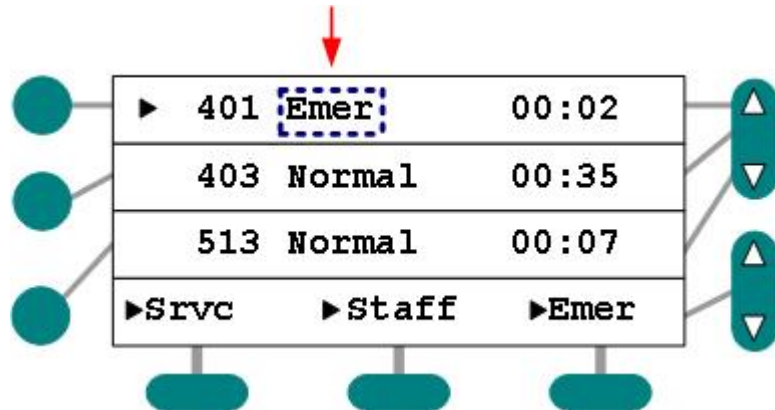 ▶ 401 Emer 00:02
403 Normal 00:35
513 Normal 00:07
▶Srvc ▶Staff ▶Emer